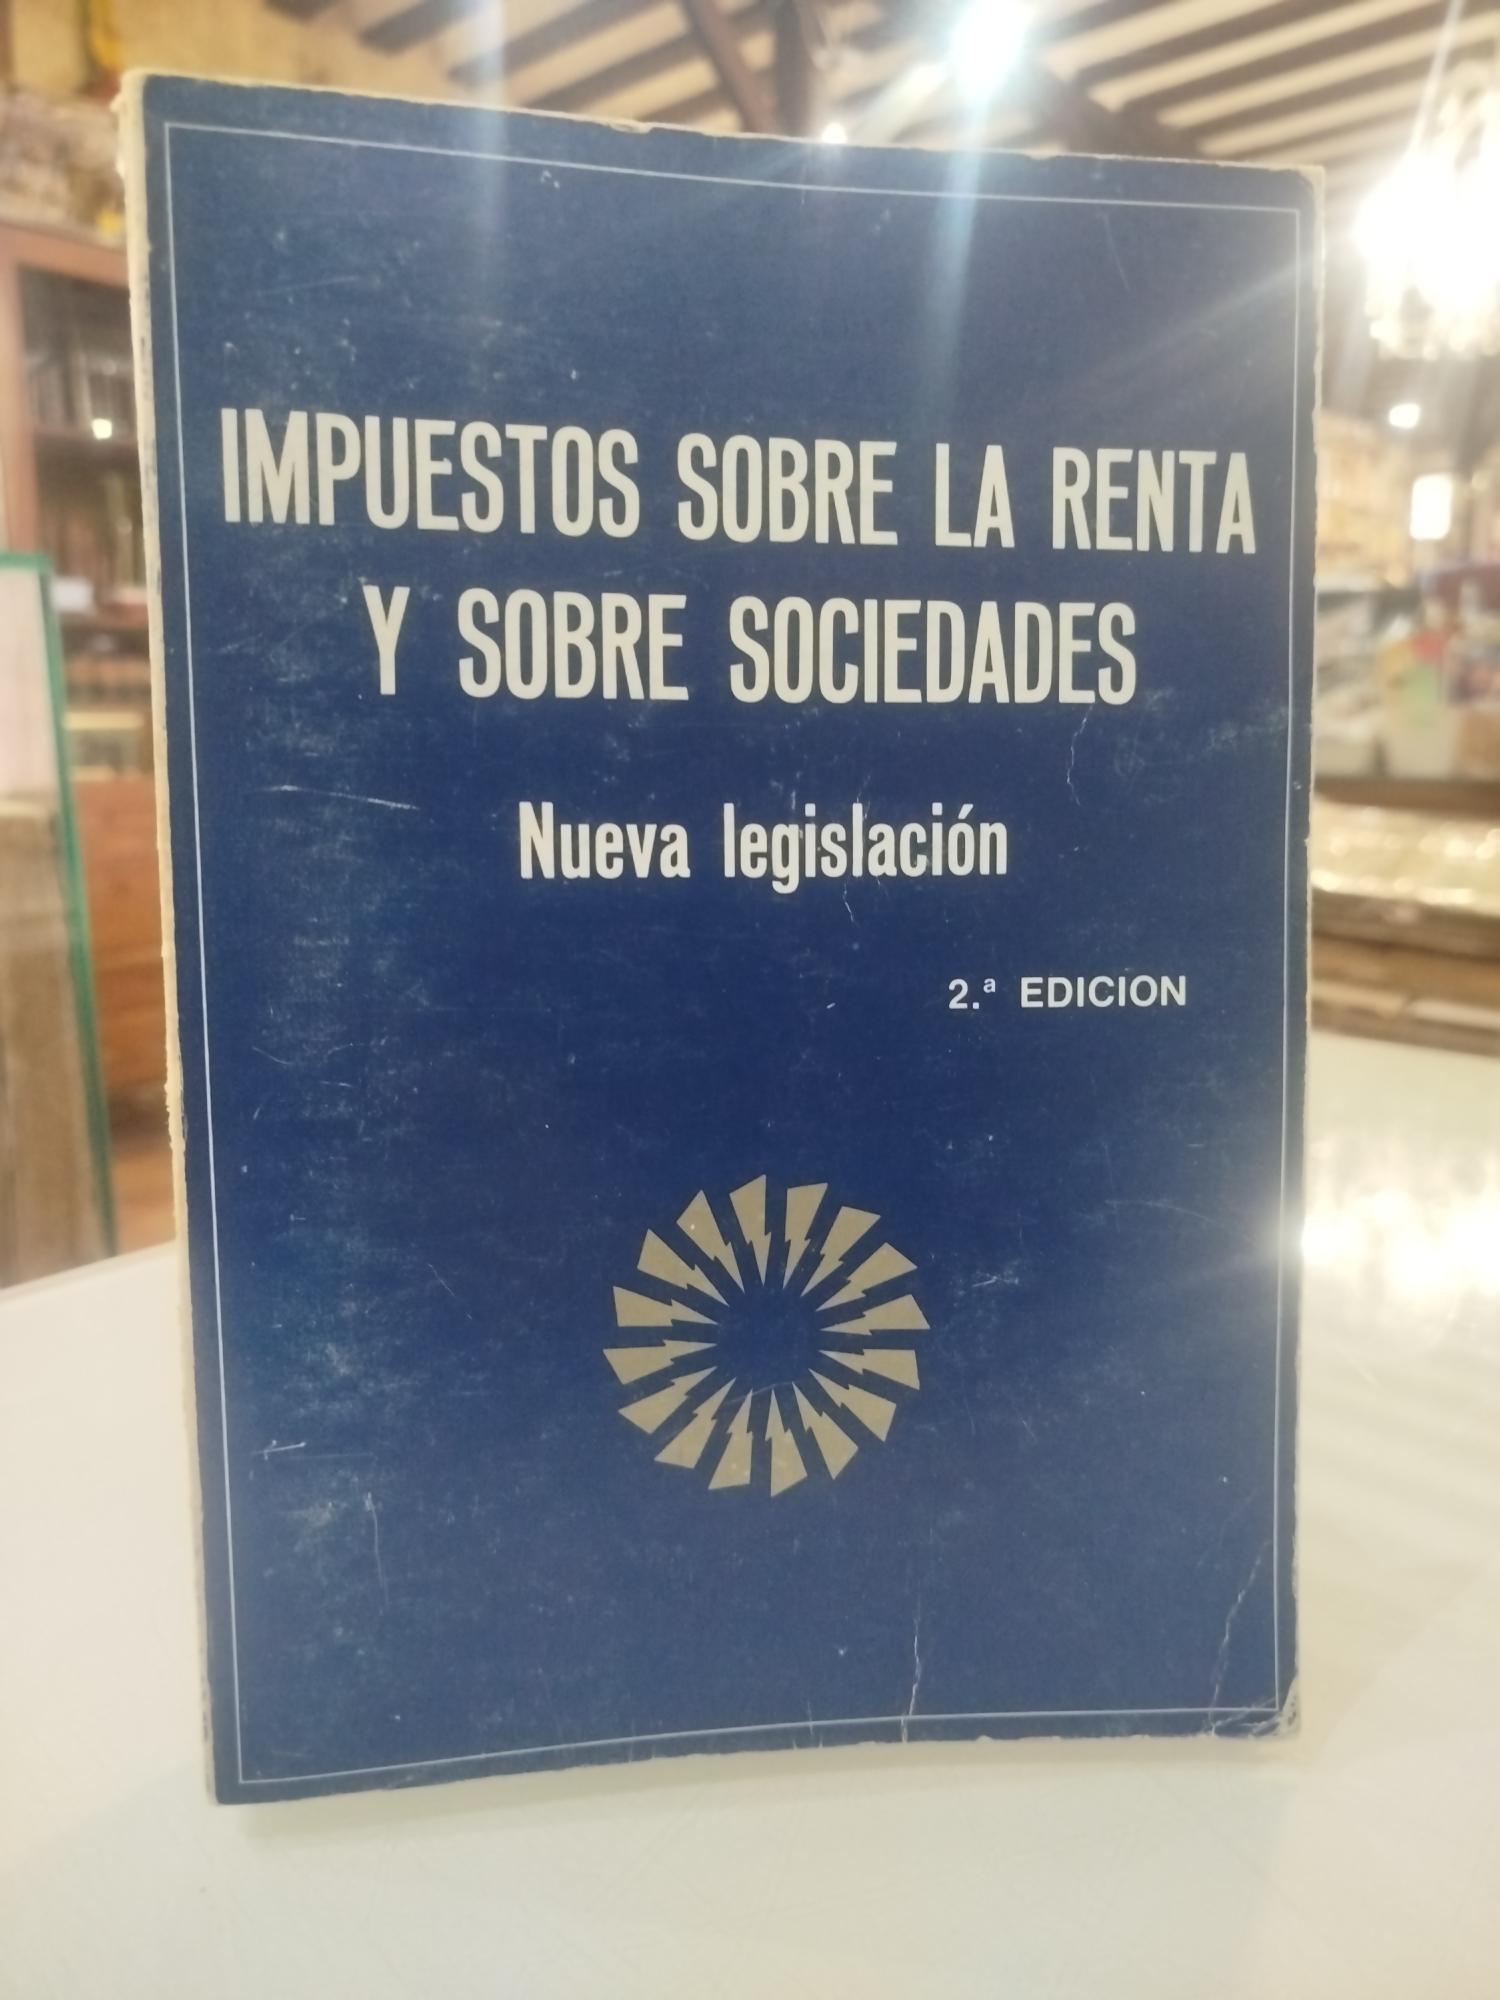 IMPUESTOS SOBRE LA RENTA
Y SOBRE SOCIEDADES
Nueva legislación
2.ª EDICION